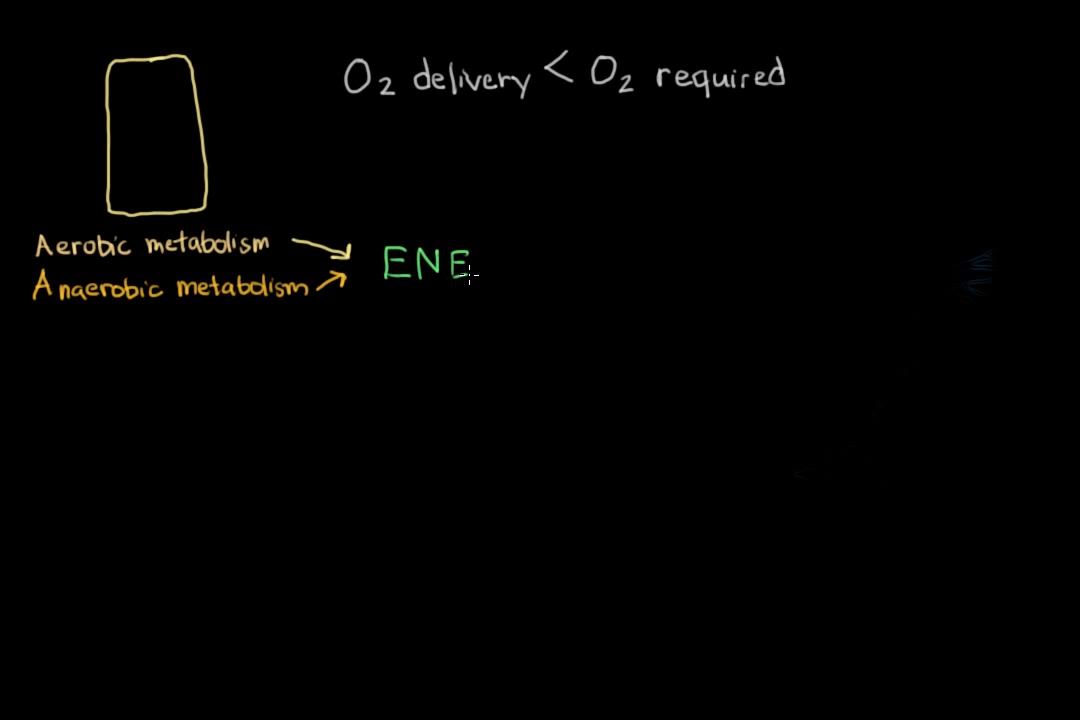 O₂ delivery < O₂ required
Aerobic metabolism
Anaerobic metabolism
ENE